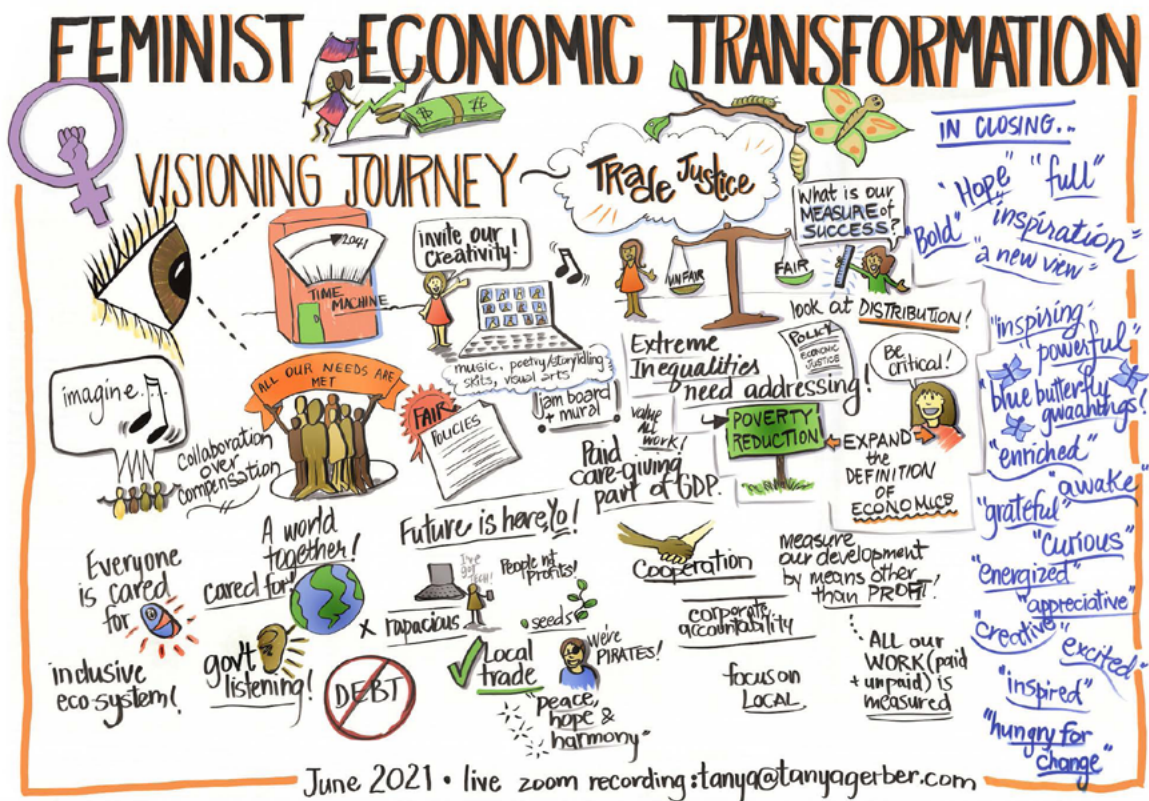 FEMINIST ECONOMIC TRANSFORMATION
VISIONING JOURNEY
2041
TIME
MACHINE
invite our
creativity!
music, poetry/storytelling
skits, visual arts
jam board
+ mural!
imagine...
collaboration
over
compensation
ALL OUR NEEDS ARE
MET
FAIR
POLICIES
Trade Justice
UNFAIR
FAIR
What is our
MEASURE of
SUCCESS?
look at DISTRIBUTION!
Extreme
Inequalities
need addressing!
POLICY
ECONOMIC
JUSTICE
Be
critical!
value
ALL
work!
Paid
care-giving
part of GDP.
POVERTY
REDUCTION
EXPAND
the
DEFINITION
OF
ECONOMICS
Everyone
is cared
for
A world
together!
cared for!
Future is here, Yo!
I've
got
TECH!
People not
Profits!
x rapacious
seeds
inclusive
eco-system!
gov't
listening!
DEBT
Local
trade
we're
PIRATES!
"peace,
hope &
harmony"
Cooperation
corporate
accountability
focus on
LOCAL
measure
our development
by means other
than PROFIT!
ALL our
WORK (paid
+ unpaid) is
measured
IN CLOSING...
"Hope" "full"
"Bold" inspiration"
"a new view"
"inspiring"
"powerful"
blue butterfly
gwaanthgs!
"enriched"
"awake"
"grateful"
"curious"
"energized"
"appreciative"
"creative"
excited"
"inspired"
"hungry for
change"
June 2021 • live zoom recording: tanya@tanyagerber.com